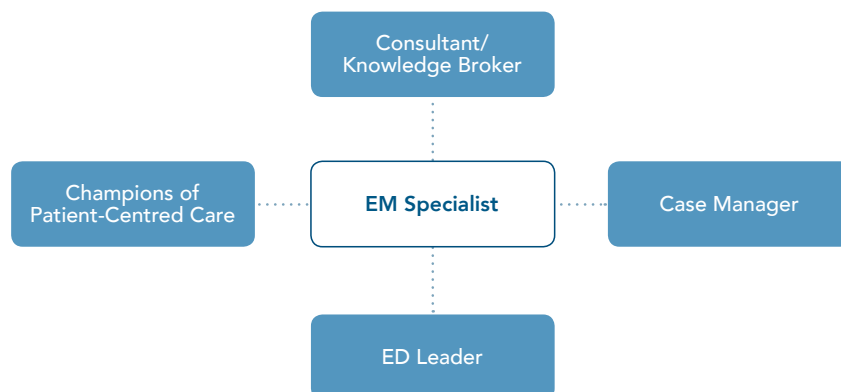 Consultant/
Knowledge Broker
Champions of
Patient-Centred Care
EM Specialist
Case Manager
ED Leader